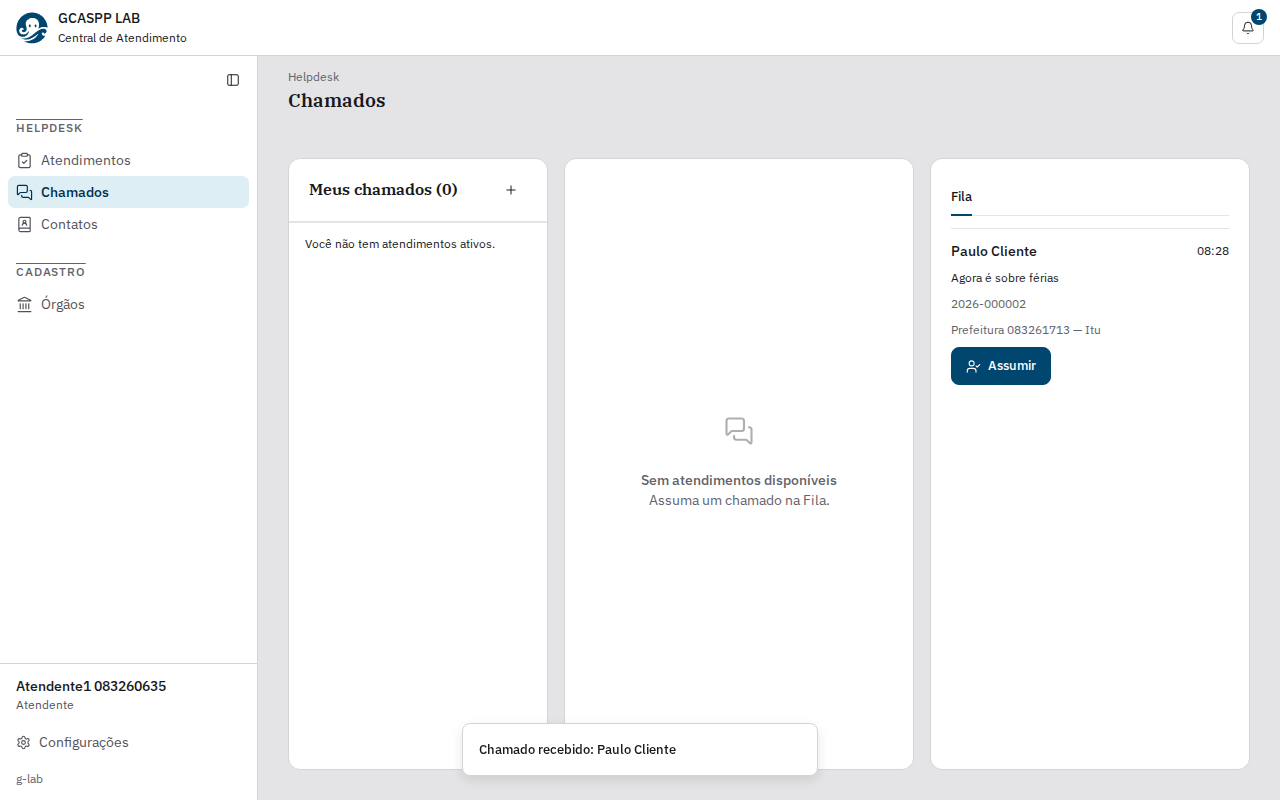 GCASPP LAB
Central de Atendimento
1
HELPDESK
Atendimentos
Chamados
Contatos
CADASTRO
Órgãos
Atendente1 083260635
Atendente
Configurações
g-lab
Helpdesk
Chamados
Meus chamados (0)
Você não tem atendimentos ativos.
Sem atendimentos disponíveis
Assuma um chamado na Fila.
Fila
Paulo Cliente 08:28
Agora é sobre férias
2026-000002
Prefeitura 083261713 — Itu
Assumir
Chamado recebido: Paulo Cliente